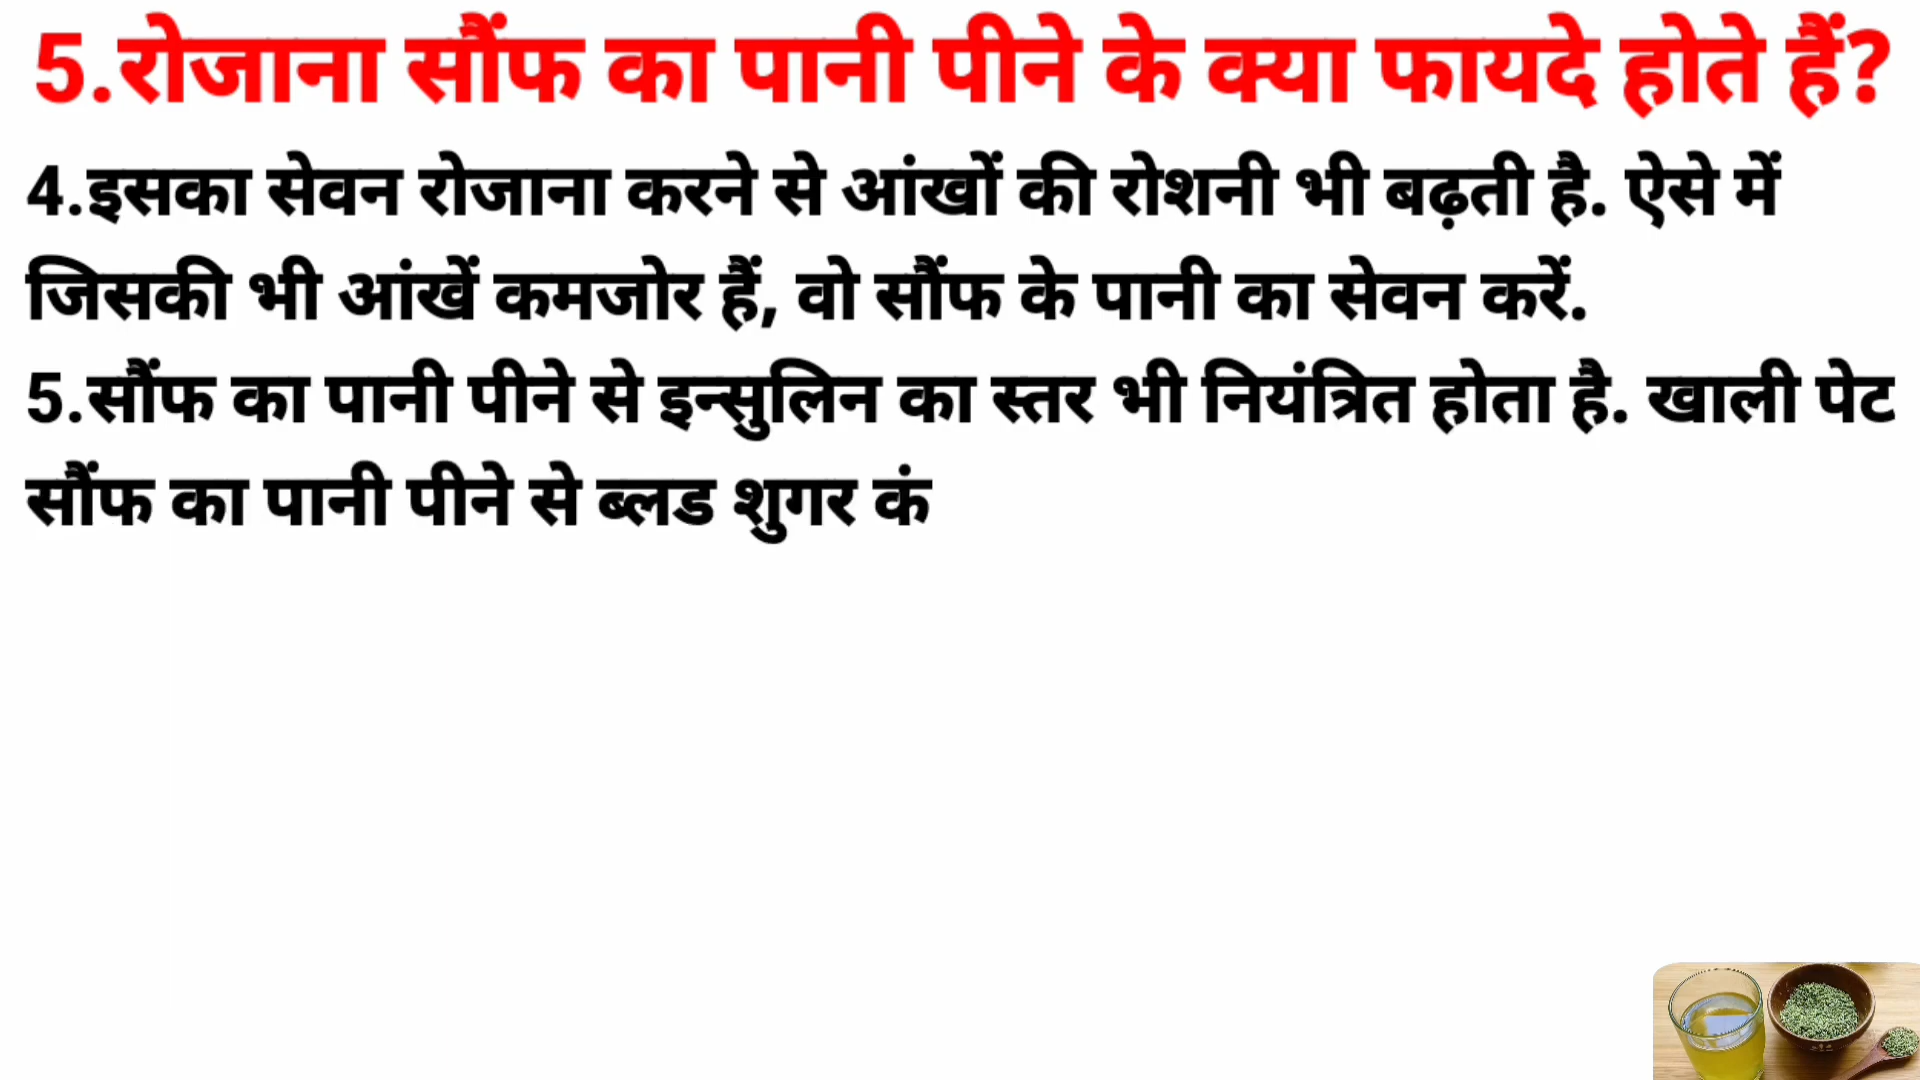 5.रोजाना सौंफ का पानी पीने के क्या फायदे होते हैं?
4.इसका सेवन रोजाना करने से आंखों की रोशनी भी बढ़ती है. ऐसे में
जिसकी भी आंखें कमजोर हैं, वो सौंफ के पानी का सेवन करें.
5.सौंफ का पानी पीने से इन्सुलिन का स्तर भी नियंत्रित होता है. खाली पेट
सौंफ का पानी पीने से ब्लड शुगर कं